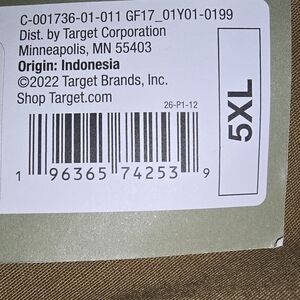 C-001736-01-011 GF17_01Y01-0199
Dist. by Target Corporation
Minneapolis, MN 55403
Origin: Indonesia
©2022 Target Brands, Inc.
Shop Target.com
26-P1-12
5XL
1 96365 74253 9